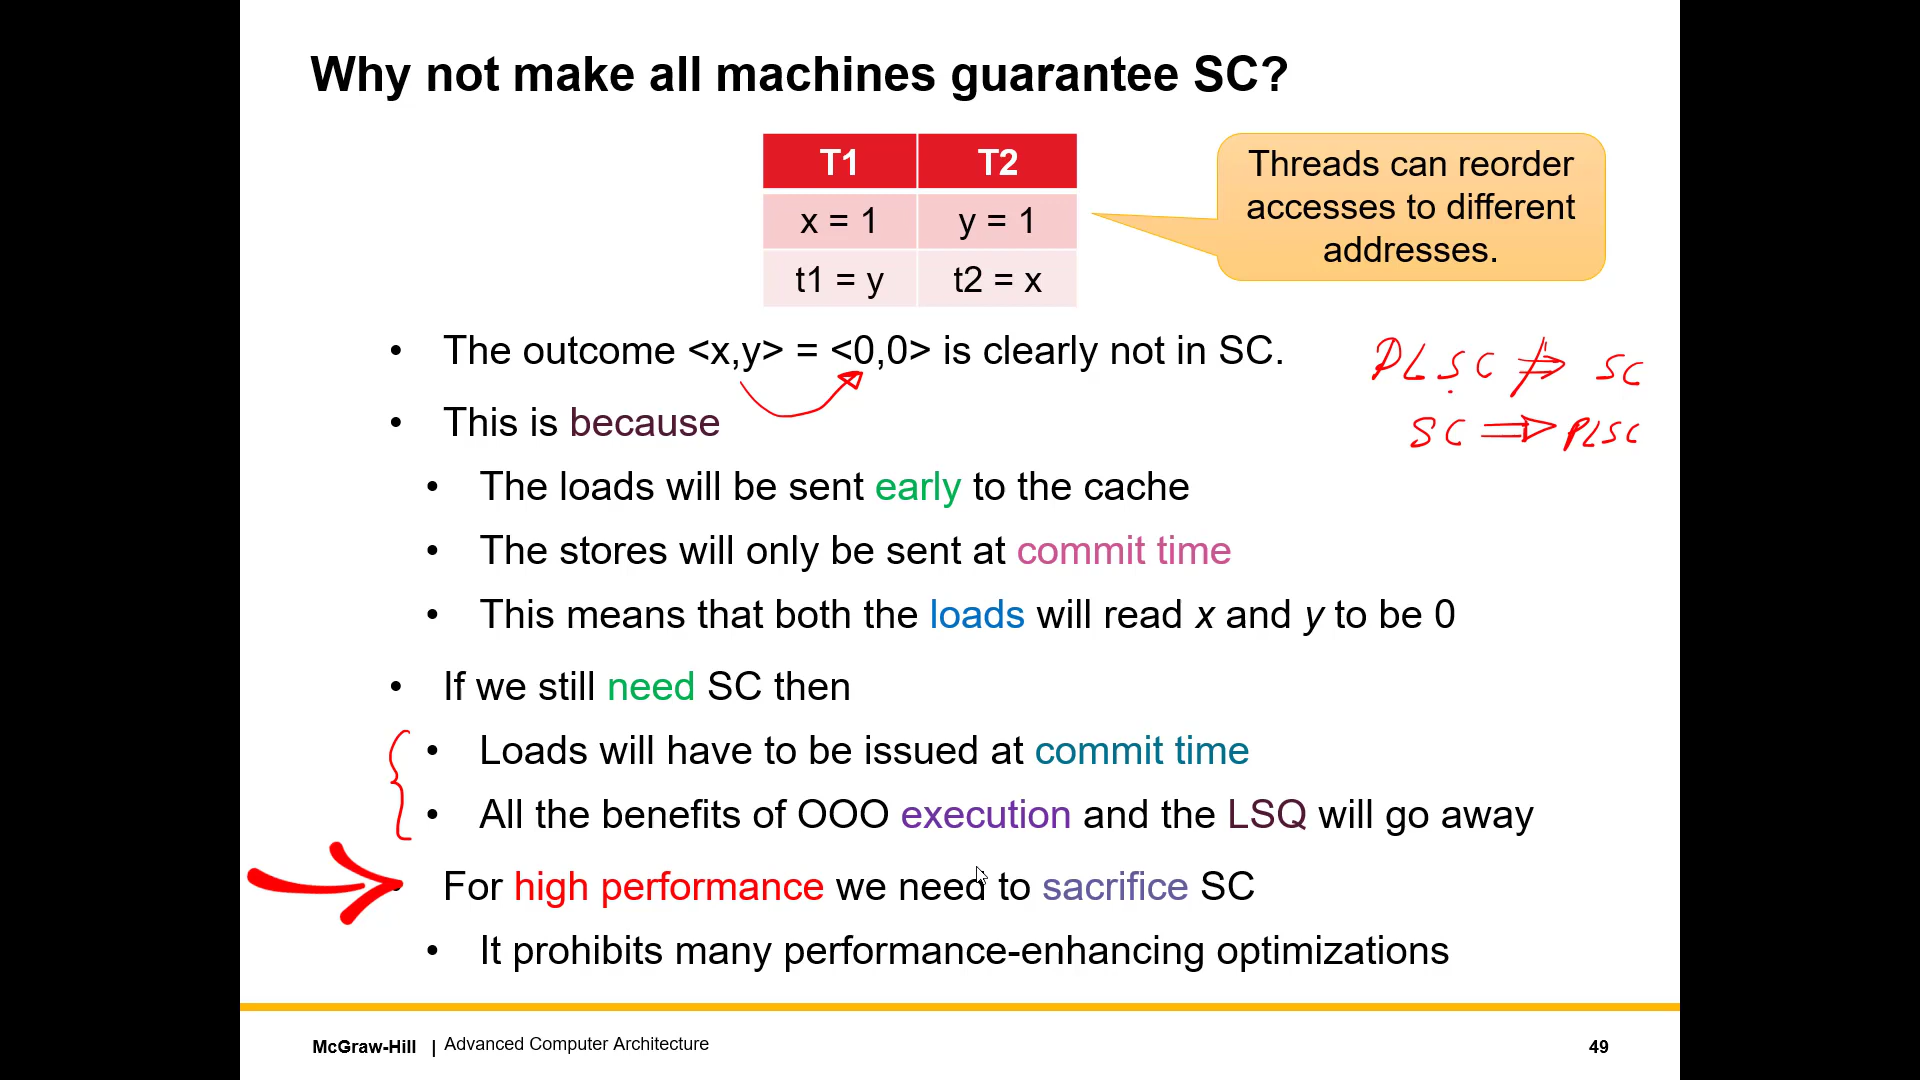 Why not make all machines guarantee SC?
T1 T2
x = 1 y = 1
t1 = y t2 = x
Threads can reorder
accesses to different
addresses.
• The outcome <x,y> = <0,0> is clearly not in SC.
PLSC ⇏ SC
SC ⇒ PLSC
• This is because
• The loads will be sent early to the cache
• The stores will only be sent at commit time
• This means that both the loads will read x and y to be 0
• If we still need SC then
• Loads will have to be issued at commit time
• All the benefits of OOO execution and the LSQ will go away
• For high performance we need to sacrifice SC
• It prohibits many performance-enhancing optimizations
McGraw-Hill | Advanced Computer Architecture 49